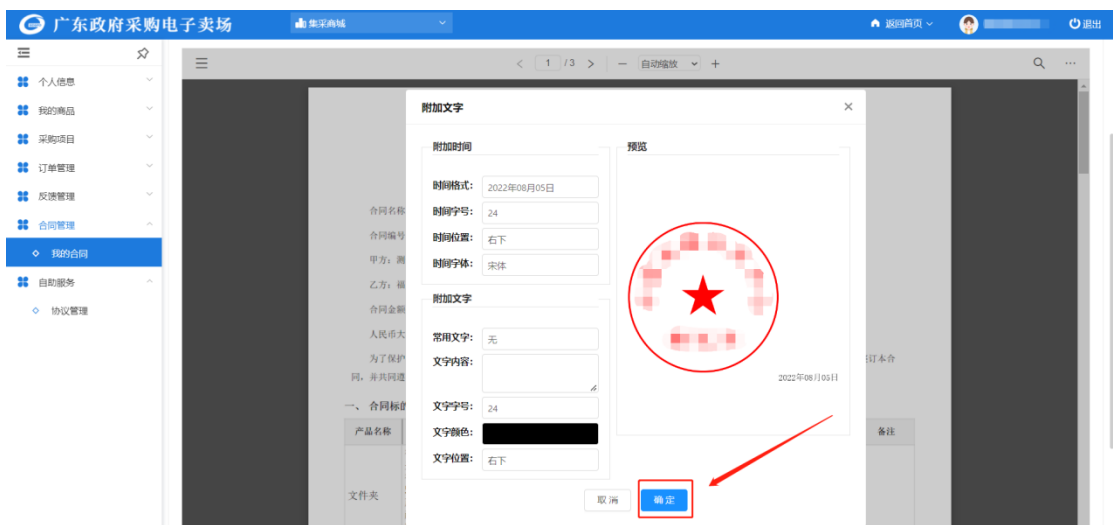 广东政府采购电子卖场
集采商城
返回首页
退出
个人信息
我的商品
采购项目
订单管理
反馈管理
合同管理
我的合同
自助服务
协议管理
1 /3
自动缩放
合同名称
合同编号
甲方：测
乙方：福
合同金额
人民币大
为了保护
订本合
同，并共同遵
一、合同标的
产品名称
备注
文件夹
附加文字
附加时间
时间格式： 2022年08月05日
时间字号： 24
时间位置： 右下
时间字体： 宋体
附加文字
常用文字： 无
文字内容：
文字字号： 24
文字颜色：
文字位置： 右下
预览
2022年08月05日
取消
确定